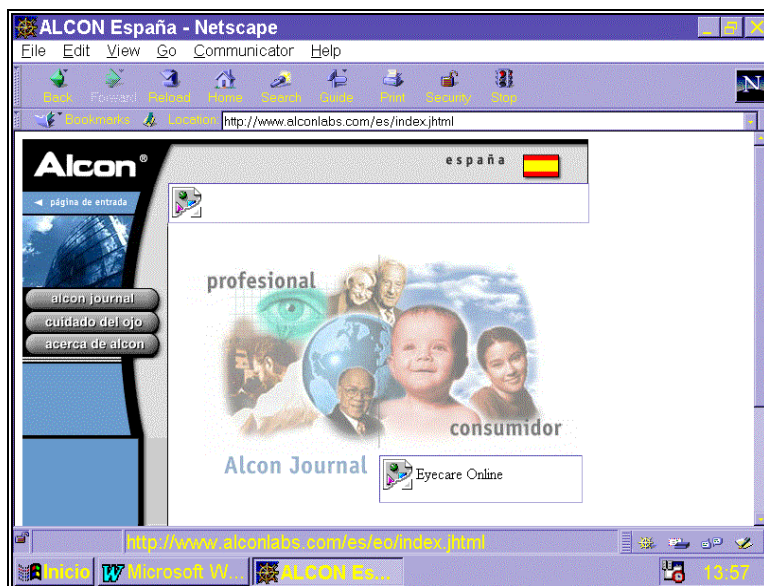 ALCON España - Netscape
File Edit View Go Communicator Help
Back Forward Reload Home Search Guide Print Security Stop
N
Bookmarks Location http://www.alconlabs.com/es/index.jhtml
Alcon®
españa
página de entrada
profesional
alcon journal
cuidado del ojo
acerca de alcon
consumidor
Alcon Journal
Eyecare Online
http://www.alconlabs.com/es/eo/index.jhtml
Inicio Microsoft W... ALCON Es... 13:57